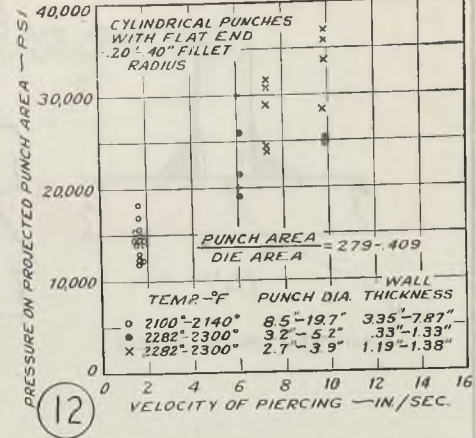 40,000
CYLINDRICAL PUNCHES
WITH FLAT END
.20"-.40" FILLET
RADIUS
30,000
20,000
10,000
0
PRESSURE ON PROJECTED PUNCH AREA — PSI
PUNCH AREA
DIE AREA
= 279-.409
TEMP.-°F PUNCH DIA. WALL THICKNESS
o 2100°-2140° 8.5"-19.7" 3.35"-7.87"
● 2282°-2300° 3.2"-5.2" .33"-1.33"
× 2282°-2300° 2.7"-3.9" 1.19"-1.38"
0 2 4 6 8 10 12 14 16
VELOCITY OF PIERCING — IN./SEC.
12